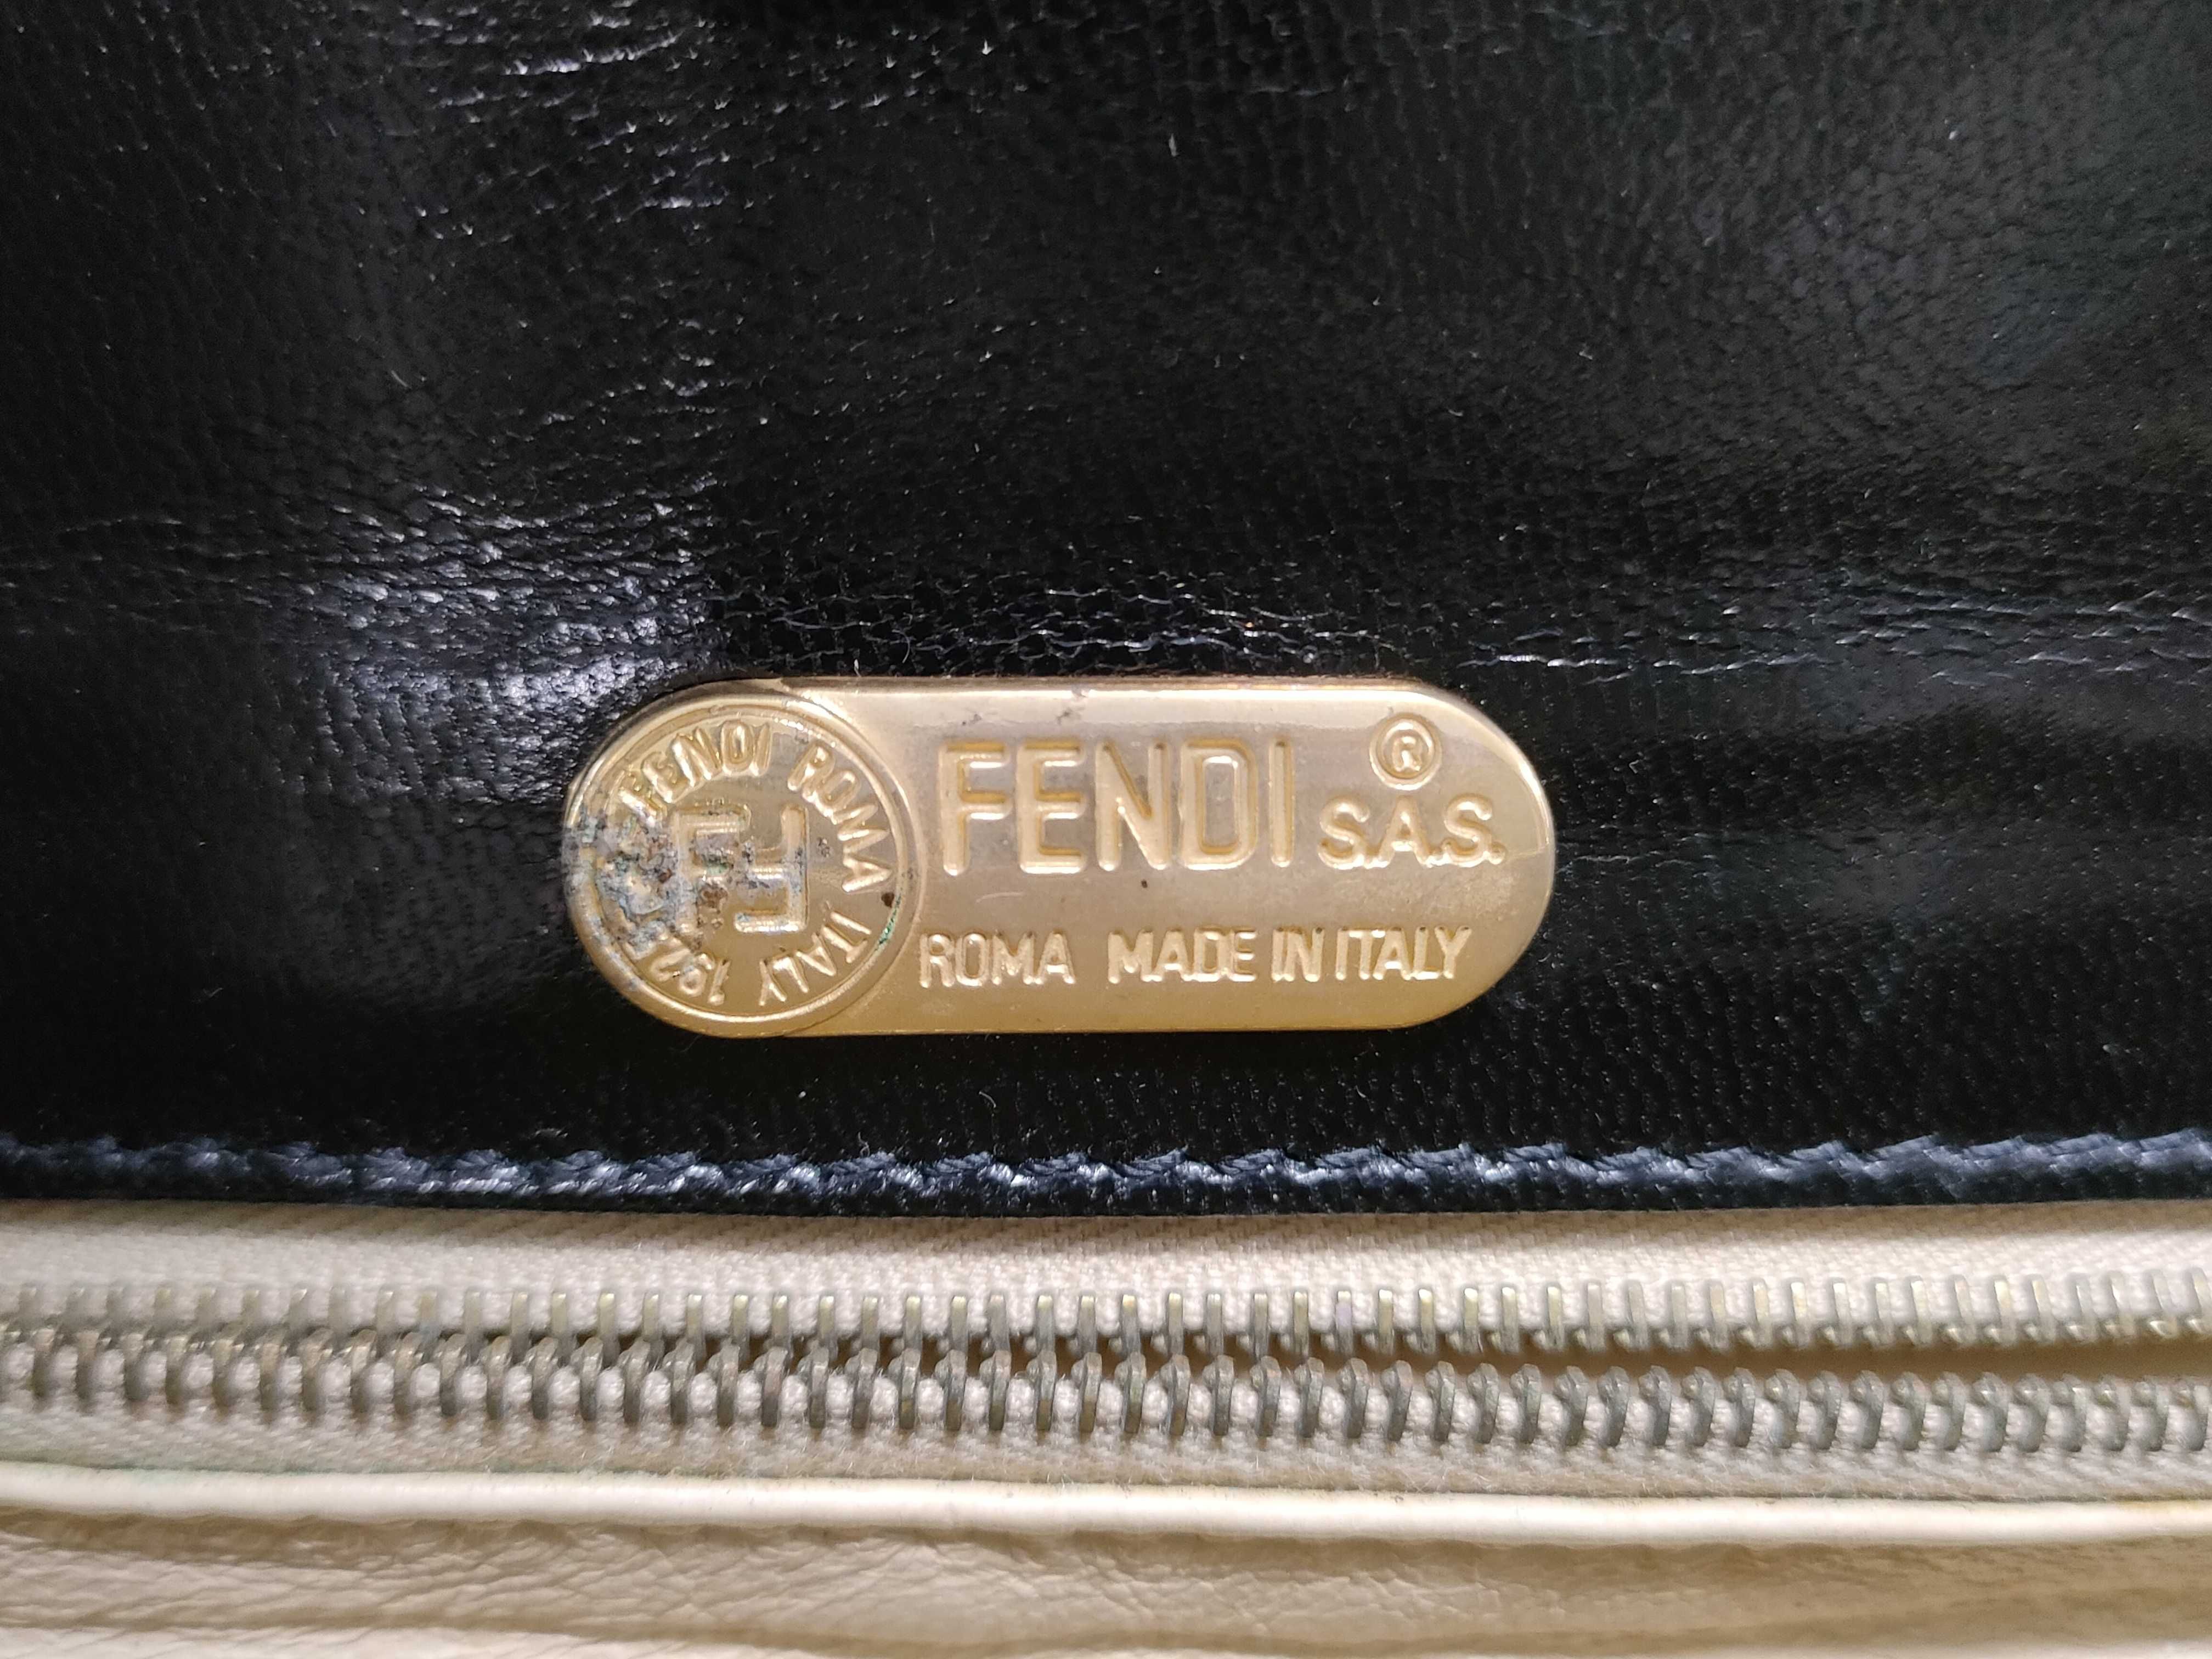 FENDI ROMA ITALY 1925
FENDI ®
S.A.S.
ROMA MADE IN ITALY